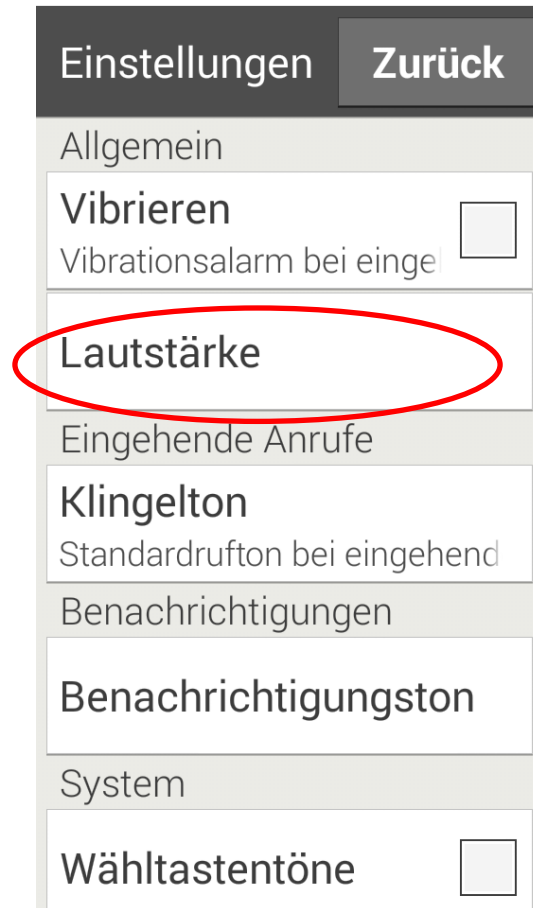 Einstellungen Zurück
Allgemein
Vibrieren
Vibrationsalarm bei einge
Lautstärke
Eingehende Anrufe
Klingelton
Standardrufton bei eingehend
Benachrichtigungen
Benachrichtigungston
System
Wähltastentöne